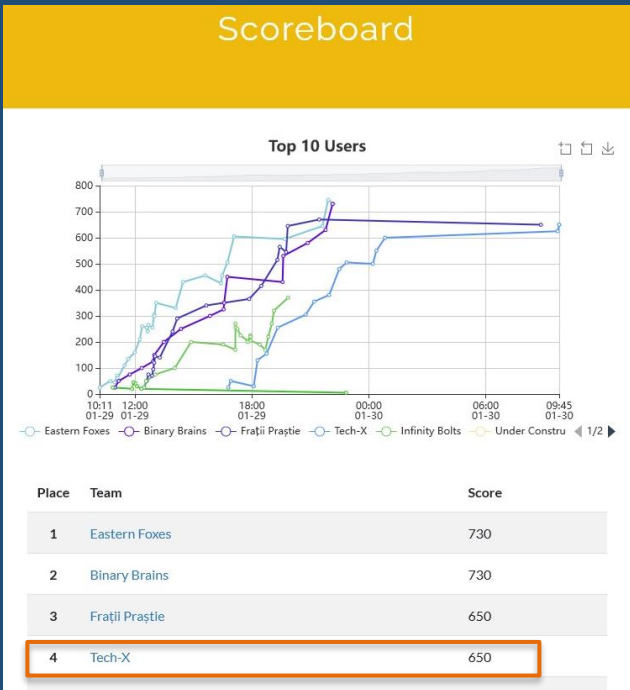 Scoreboard
Top 10 Users
800
700
600
500
400
300
200
100
0
10:11 12:00 18:00 00:00 06:00 09:45
01-29 01-29 01-29 01-30 01-30 01-30
Eastern Foxes Binary Brains Frații Praștie Tech-X Infinity Bolts Under Constru 1/2
Place Team Score
1 Eastern Foxes 730
2 Binary Brains 730
3 Frații Praștie 650
4 Tech-X 650